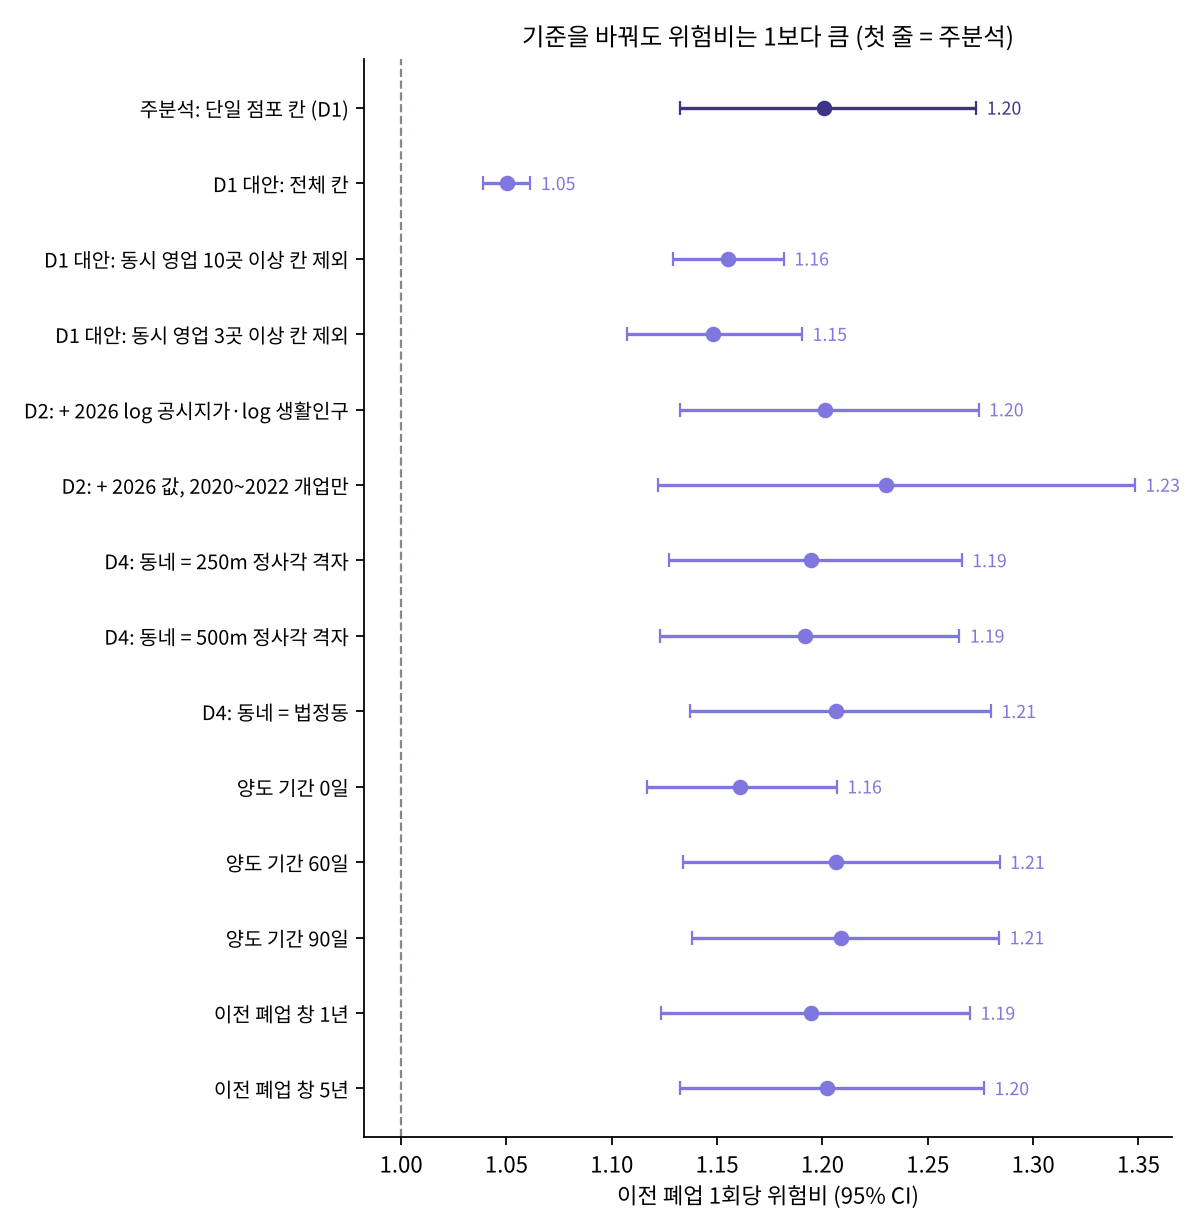 기준을 바꿔도 위험비는 1보다 큼 (첫 줄 = 주분석)
주분석: 단일 점포 칸 (D1)
1.20
D1 대안: 전체 칸
1.05
D1 대안: 동시 영업 10곳 이상 칸 제외
1.16
D1 대안: 동시 영업 3곳 이상 칸 제외
1.15
D2: + 2026 log 공시지가·log 생활인구
1.20
D2: + 2026 값, 2020~2022 개업만
1.23
D4: 동네 = 250m 정사각 격자
1.19
D4: 동네 = 500m 정사각 격자
1.19
D4: 동네 = 법정동
1.21
양도 기간 0일
1.16
양도 기간 60일
1.21
양도 기간 90일
1.21
이전 폐업 창 1년
1.19
이전 폐업 창 5년
1.20
1.00 1.05 1.10 1.15 1.20 1.25 1.30 1.35
이전 폐업 1회당 위험비 (95% CI)